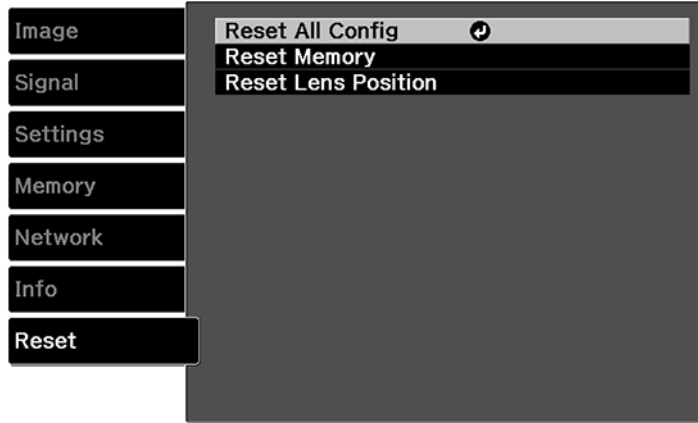 Image
Signal
Settings
Memory
Network
Info
Reset
Reset All Config
Reset Memory
Reset Lens Position